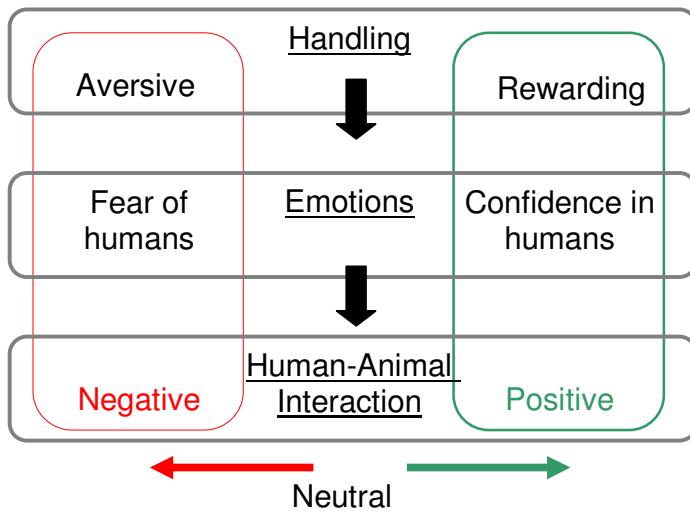 Handling
Aversive
Rewarding
Fear of
humans
Emotions
Confidence in
humans
Human-Animal
Interaction
Negative
Positive
Neutral